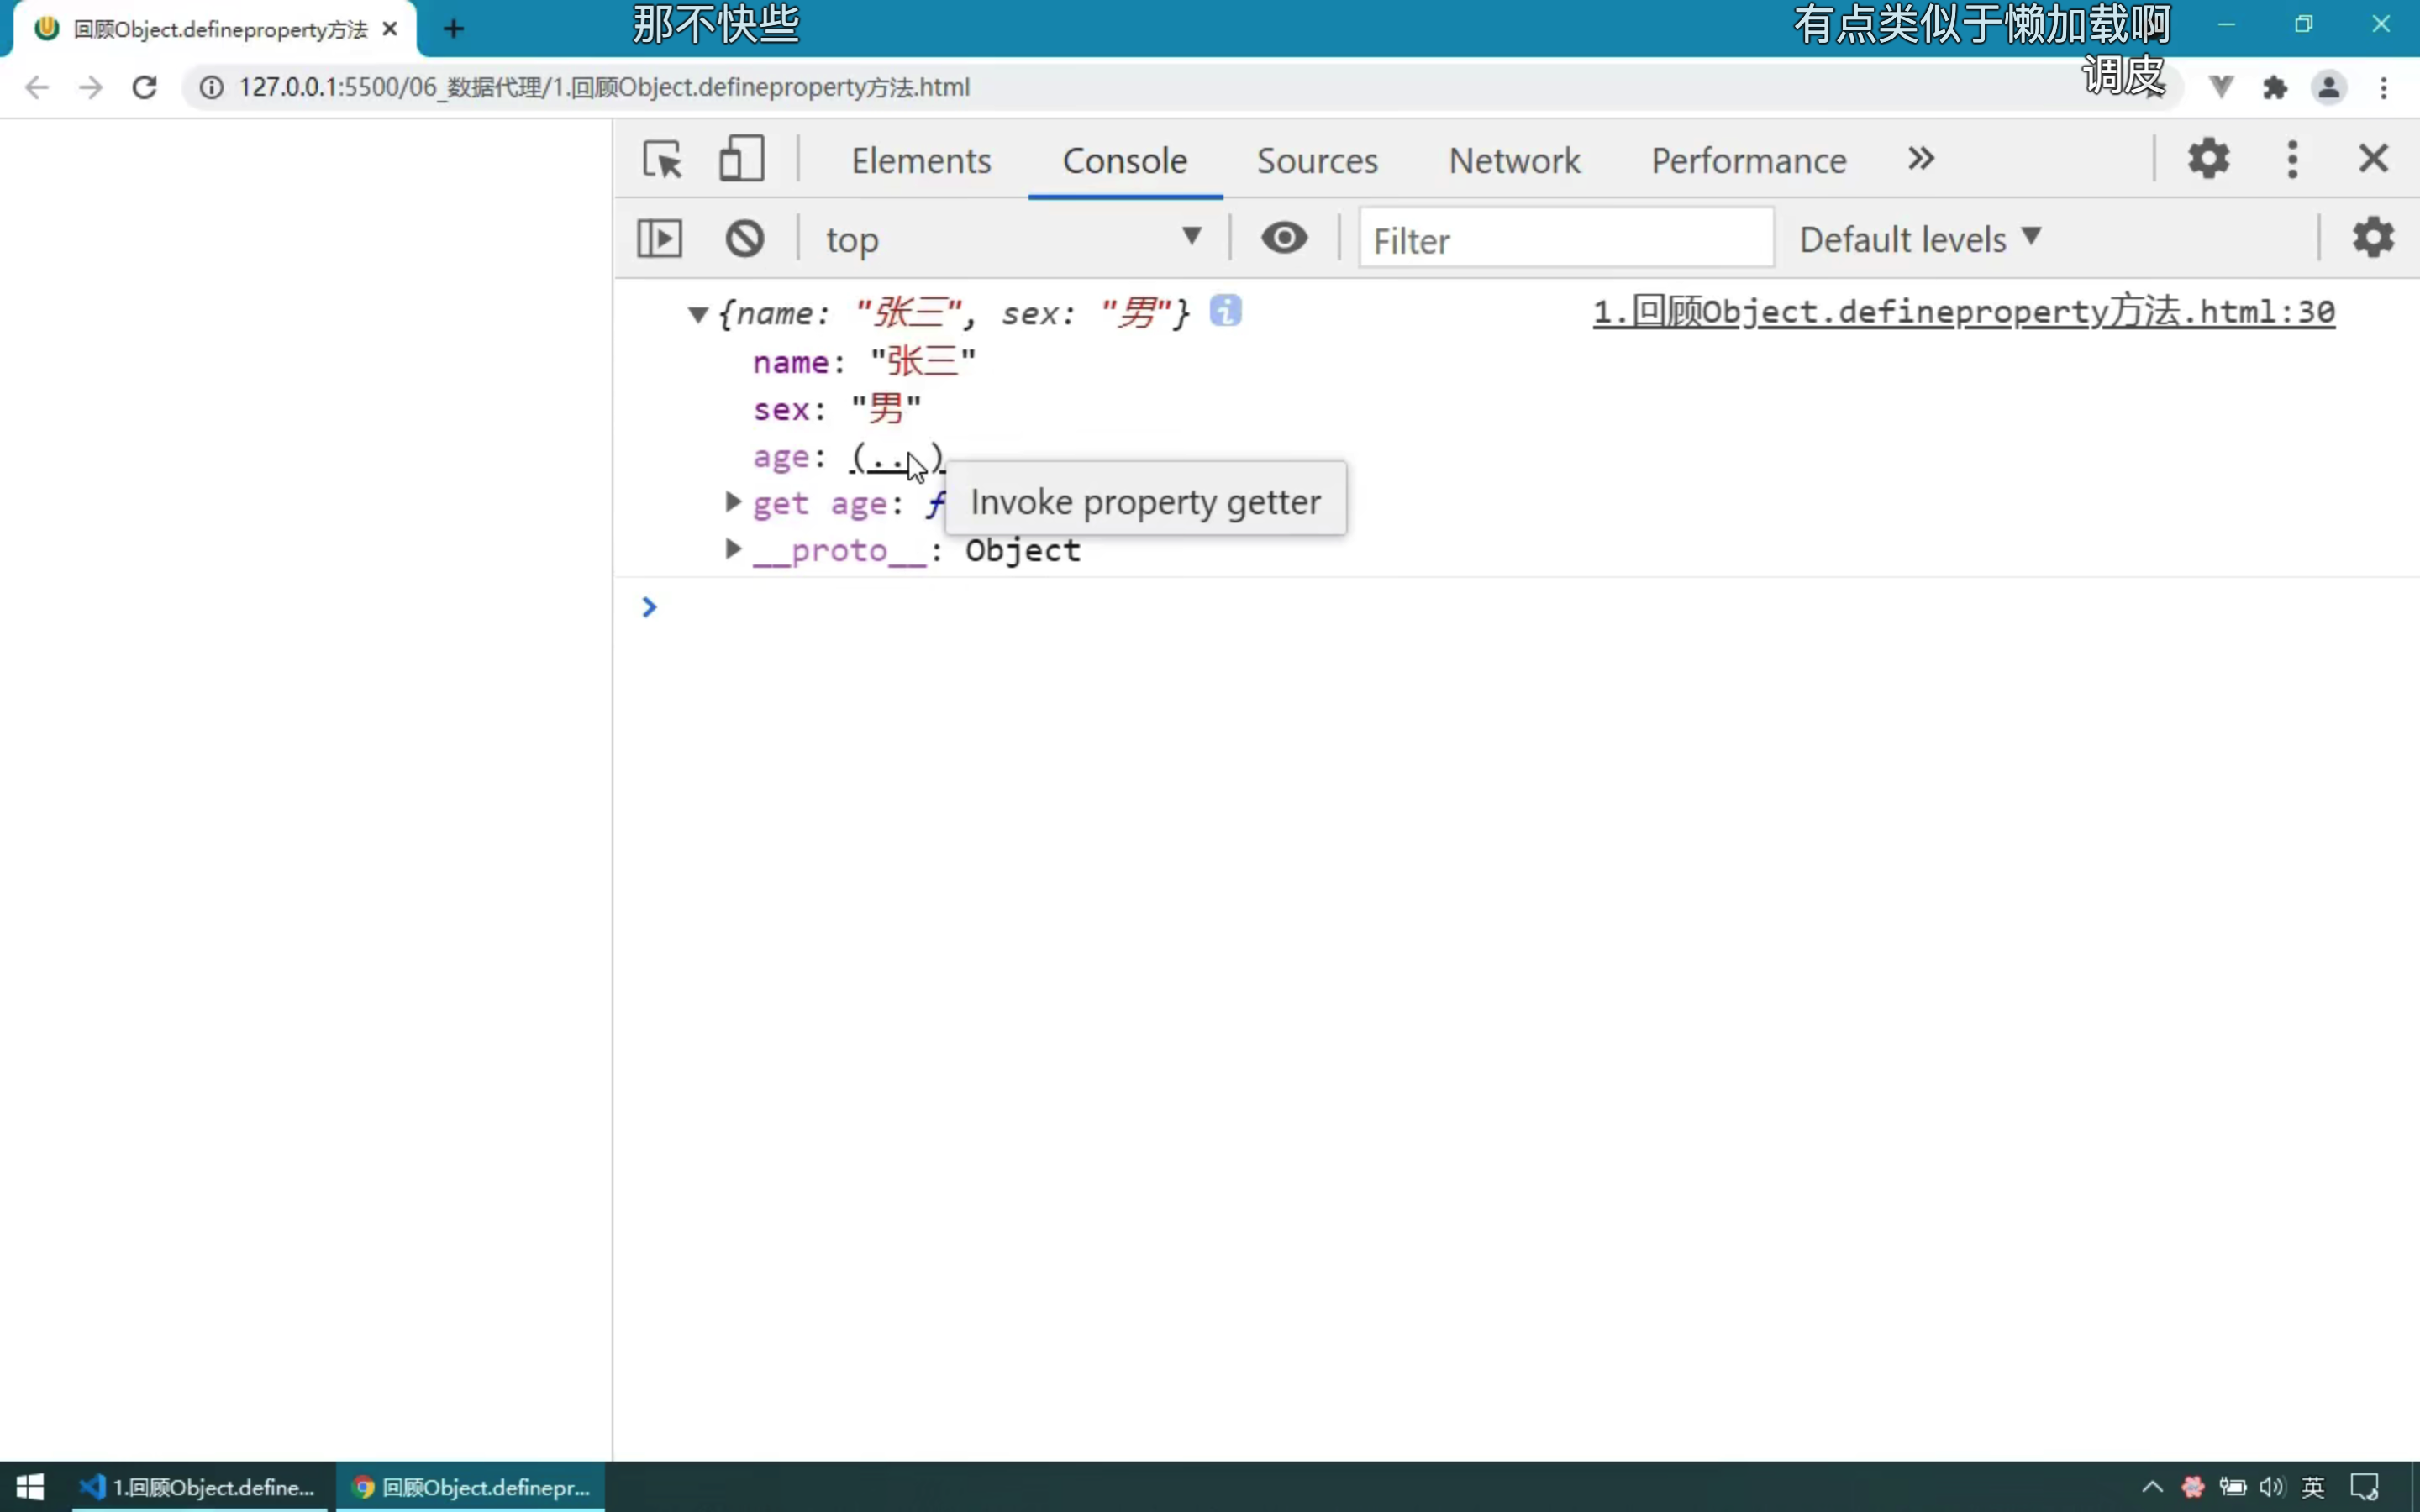 回顾Object.defineproperty方法
那不快些
有点类似于懒加载啊
调皮
127.0.0.1:5500/06_数据代理/1.回顾Object.defineproperty方法.html
Elements Console Sources Network Performance
top Filter Default levels
{name: "张三", sex: "男"} 1.回顾Object.defineproperty方法.html:30
name: "张三"
sex: "男"
age: (...)
get age: ƒ
Invoke property getter
__proto__: Object
1.回顾Object.define...
回顾Object.definepr...
英